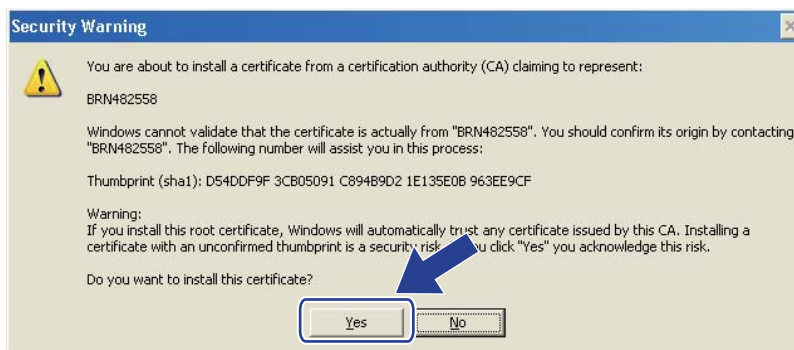 Security Warning
You are about to install a certificate from a certification authority (CA) claiming to represent:
BRN482558
Windows cannot validate that the certificate is actually from "BRN482558". You should confirm its origin by contacting
"BRN482558". The following number will assist you in this process:
Thumbprint (sha1): D54DDF9F 3CB05091 C894B9D2 1E135E0B 963EE9CF
Warning:
If you install this root certificate, Windows will automatically trust any certificate issued by this CA. Installing a
certificate with an unconfirmed thumbprint is a security risk. you click "Yes" you acknowledge this risk.
Do you want to install this certificate?
Yes No